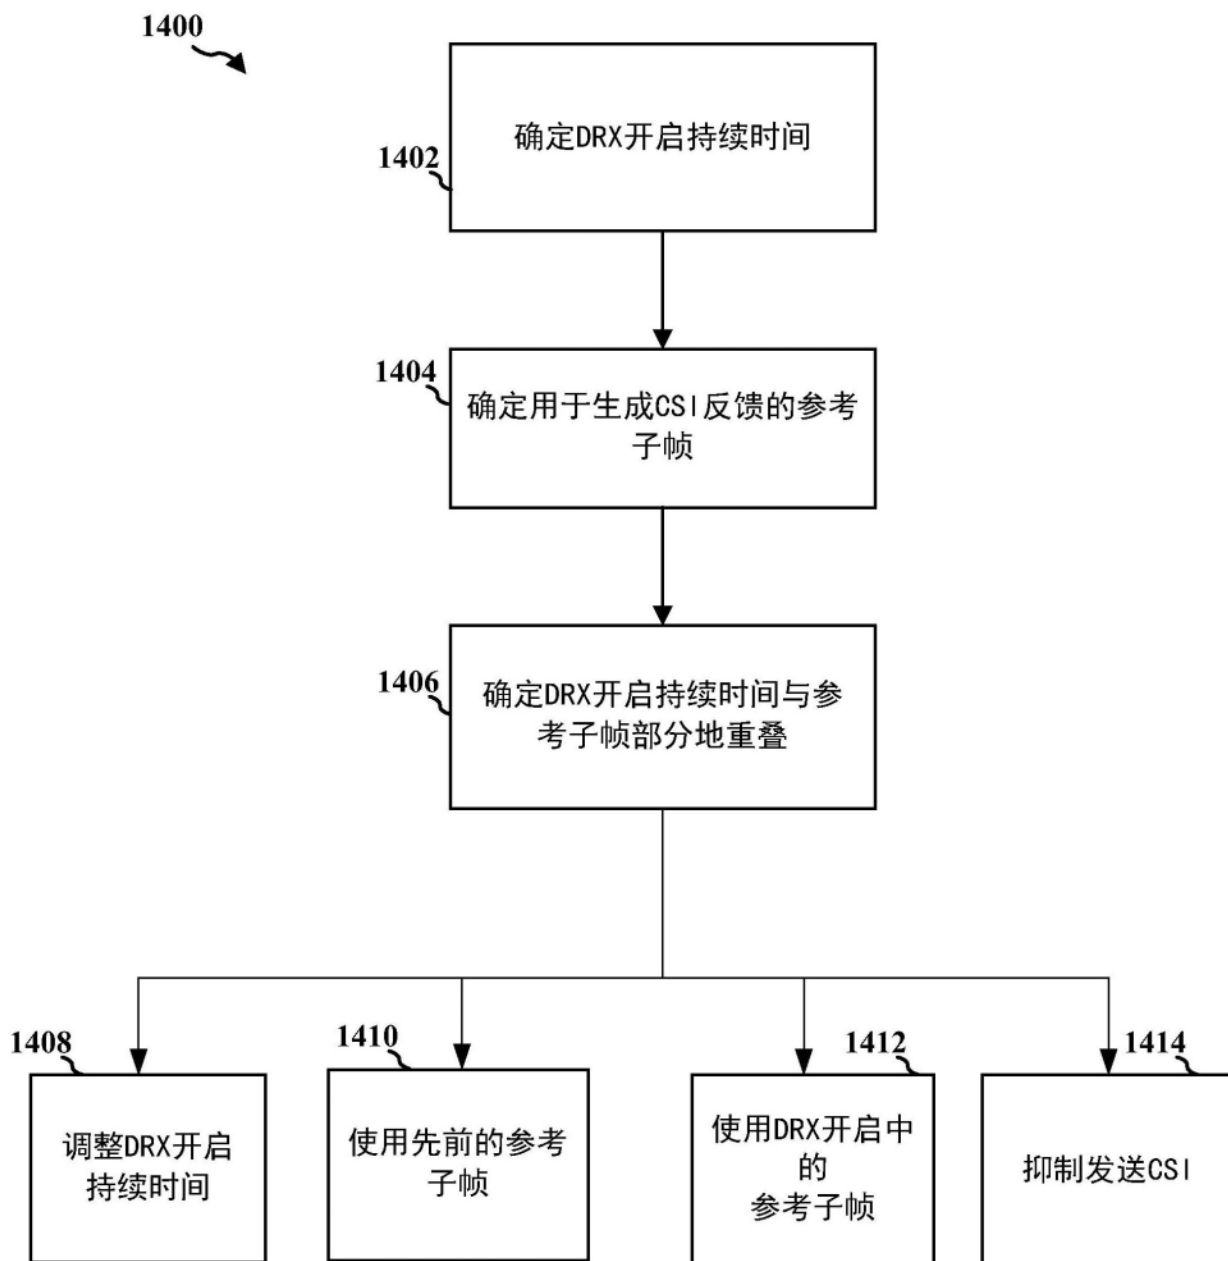 1400
确定DRX开启持续时间
1402
1404
确定用于生成CSI反馈的参考
子帧
1406
确定DRX开启持续时间与参
考子帧部分地重叠
1408
调整DRX开启
持续时间
1410
使用先前的参考
子帧
1412
使用DRX开启中
的
参考子帧
1414
抑制发送CSI